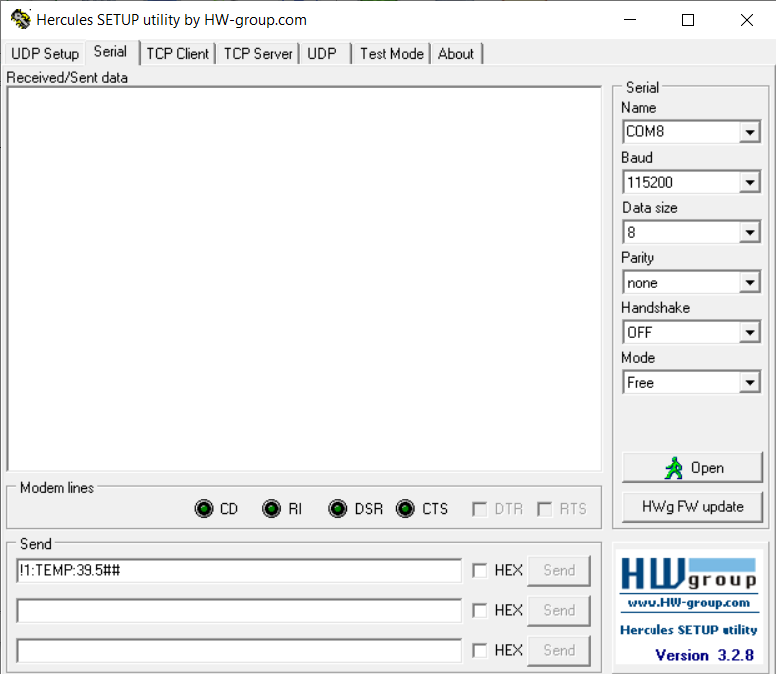 Hercules SETUP utility by HW-group.com
UDP Setup Serial TCP Client TCP Server UDP Test Mode About
Received/Sent data
Serial
Name
COM8
Baud
115200
Data size
8
Parity
none
Handshake
OFF
Mode
Free
Open
HWg FW update
Modem lines
CD RI DSR CTS DTR RTS
Send
!1:TEMP:39.5## HEX Send
HEX Send
HEX Send
HWgroup
www.HW-group.com
Hercules SETUP utility
Version 3.2.8